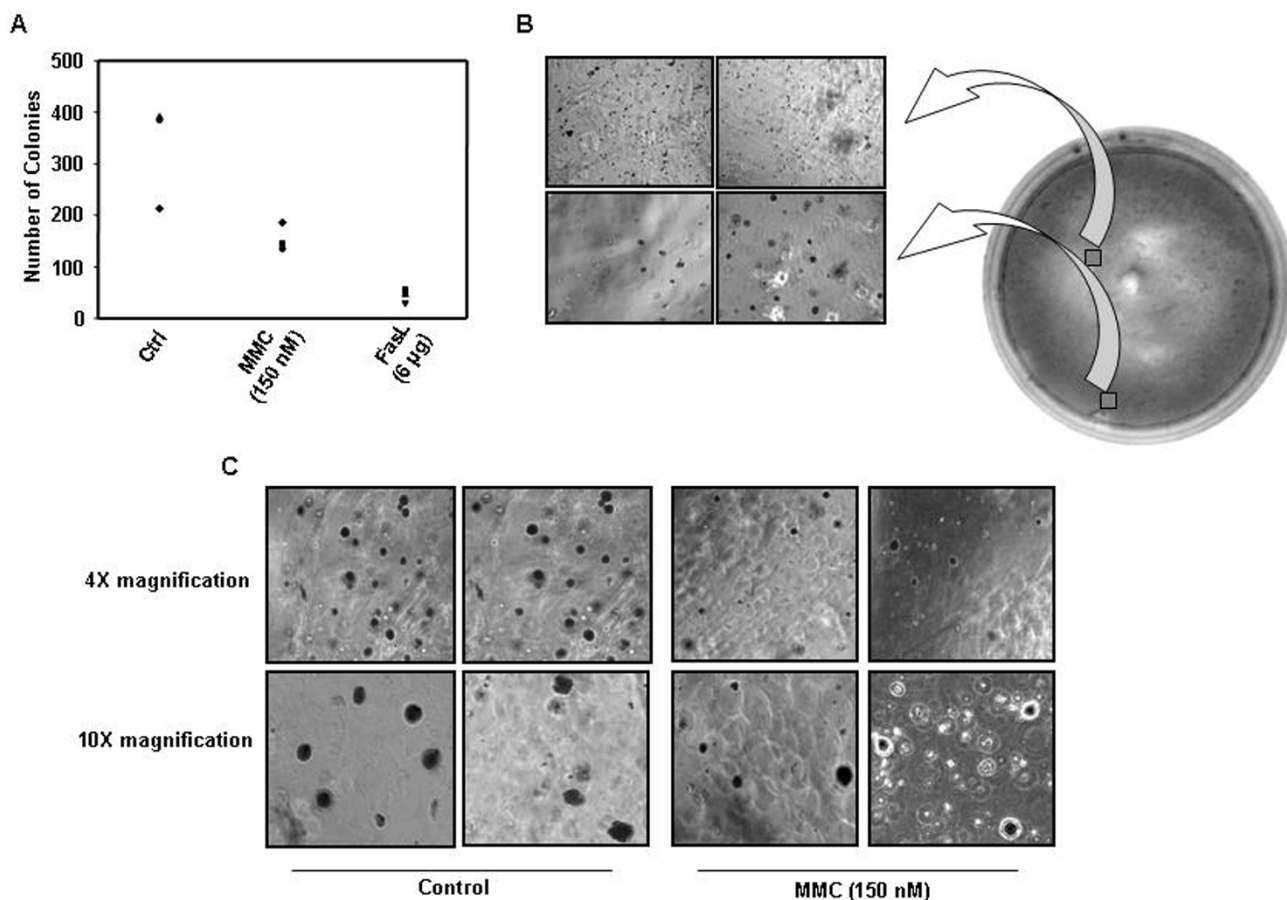 A
B
500
400
300
200
100
0
Number of Colonies
Ctrl
MMC
(150 nM)
FasL
(6 µg)
C
4X magnification
10X magnification
Control
MMC (150 nM)